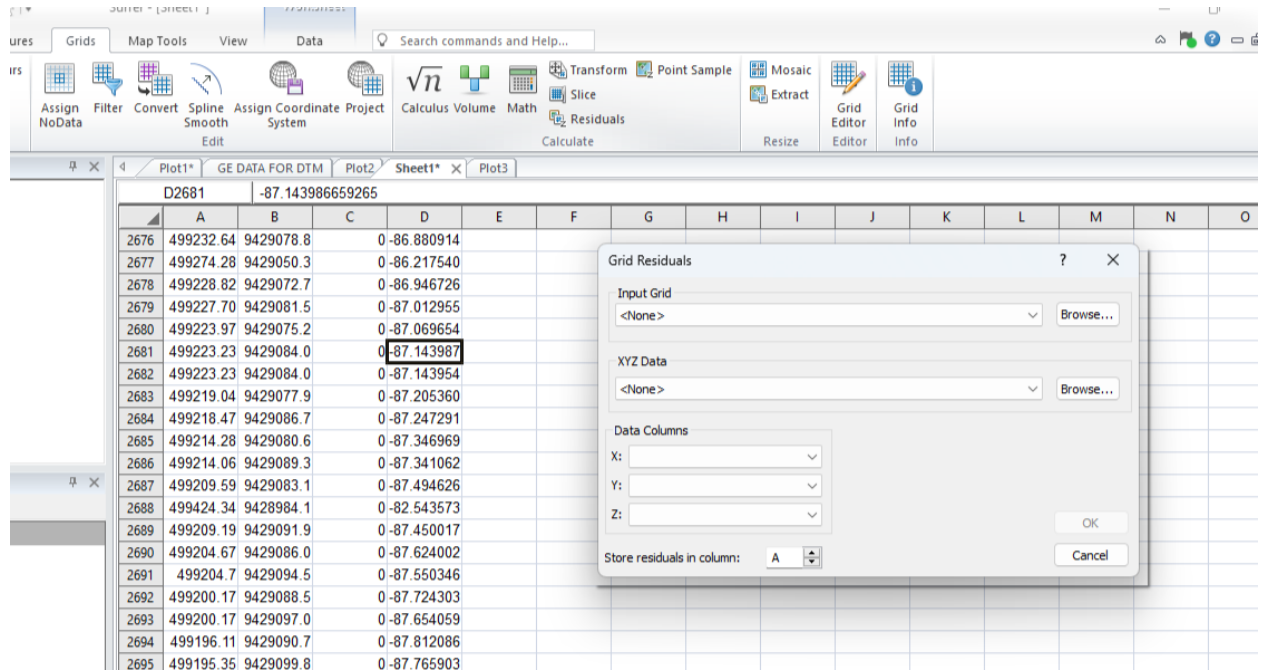 Surfer - [Sheet1*]
ures Grids Map Tools View Data Search commands and Help...
Assign NoData Filter Convert Spline Smooth Assign Coordinate System Project Calculus Volume Math Transform Point Sample Slice Residuals Mosaic Extract Grid Editor Grid Info
Edit Calculate Resize Editor Info
Plot1* GE DATA FOR DTM Plot2 Sheet1* Plot3
D2681 -87.143986659265
A B C D E F G H I J K L M N O
2676 499232.64 9429078.8 0 -86.880914
2677 499274.28 9429050.3 0 -86.217540
2678 499228.82 9429072.7 0 -86.946726
2679 499227.70 9429081.5 0 -87.012955
2680 499223.97 9429075.2 0 -87.069654
2681 499223.23 9429084.0 0 -87.143987
2682 499223.23 9429084.0 0 -87.143954
2683 499219.04 9429077.9 0 -87.205360
2684 499218.47 9429086.7 0 -87.247291
2685 499214.28 9429080.6 0 -87.346969
2686 499214.06 9429089.3 0 -87.341062
2687 499209.59 9429083.1 0 -87.494626
2688 499424.34 9428984.1 0 -82.543573
2689 499209.19 9429091.9 0 -87.450017
2690 499204.67 9429086.0 0 -87.624002
2691 499204.7 9429094.5 0 -87.550346
2692 499200.17 9429088.5 0 -87.724303
2693 499200.17 9429097.0 0 -87.654059
2694 499196.11 9429090.7 0 -87.812086
2695 499195.35 9429099.8 0 -87.765903
Grid Residuals ?
Input Grid
<None> Browse...
XYZ Data
<None> Browse...
Data Columns
X:
Y:
Z:
OK
Store residuals in column: A Cancel